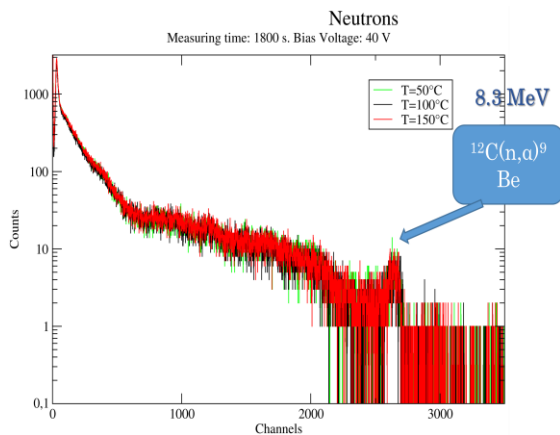 Neutrons
Measuring time: 1800 s. Bias Voltage: 40 V
T=50°C
T=100°C
T=150°C
8.3 MeV
¹²C(n,α)⁹
Be
Counts
1000
100
10
1
0,1
0
1000
2000
3000
Channels